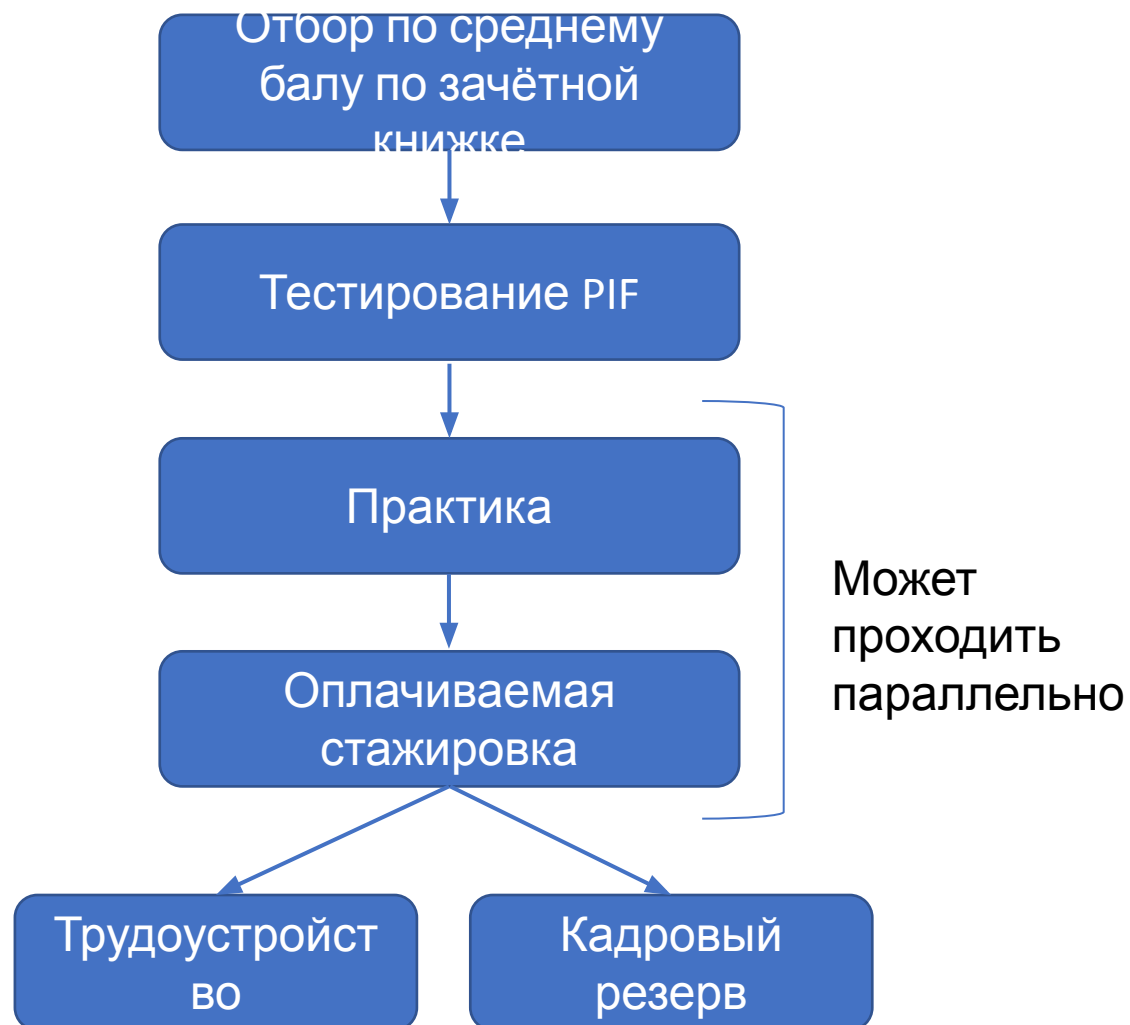 Отбор по среднему
балу по зачётной
книжке
Тестирование PIF
Практика
Оплачиваемая
стажировка
Может
проходить
параллельно
Трудоустройст
во
Кадровый
резерв